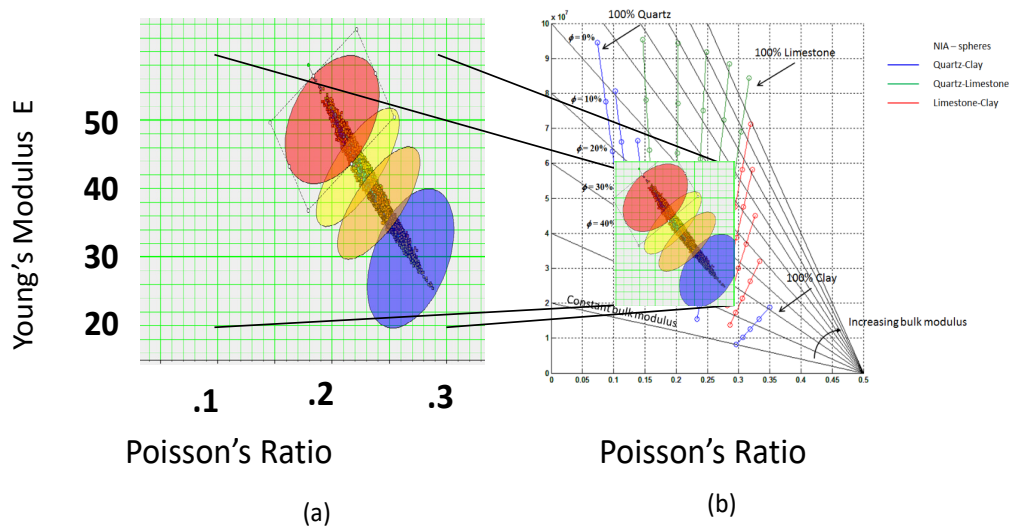 Young's Modulus E
50
40
30
20
.1 .2 .3
Poisson's Ratio
(a)
× 10⁷
10
9
8
7
6
5
4
3
2
1
0
0 0.05 0.1 0.15 0.2 0.25 0.3 0.35 0.4 0.45 0.5
100% Quartz
ϕ = 0%
ϕ = 10%
ϕ = 20%
ϕ = 30%
ϕ = 40%
100% Limestone
NIA – spheres
Quartz-Clay
Quartz-Limestone
Limestone-Clay
100% Clay
Constant bulk modulus
Increasing bulk modulus
Poisson's Ratio
(b)